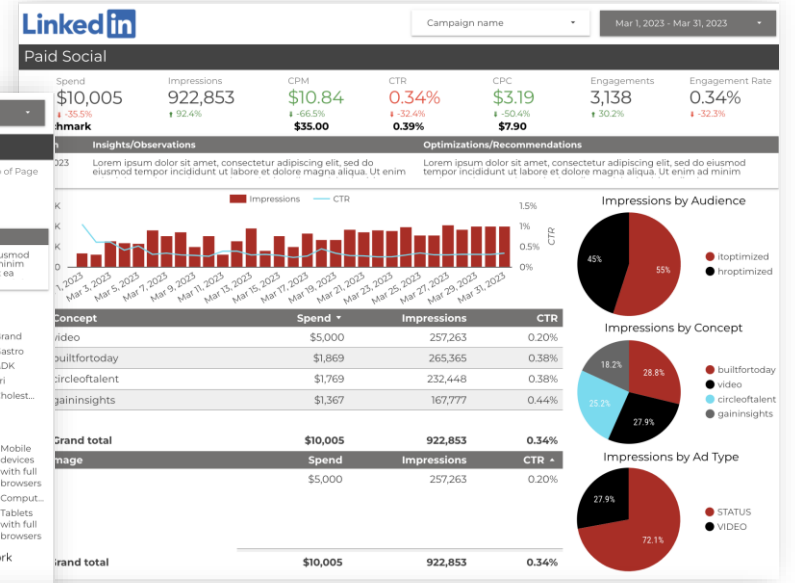 Linked in
Campaign name
Mar 1, 2023 - Mar 31, 2023
Paid Social
Spend Impressions CPM CTR CPC Engagements Engagement Rate
$10,005 922,853 $10.84 0.34% $3.19 3,138 0.34%
-35.5% 92.4% -66.5% -32.4% -50.4% 30.2% -32.3%
hmark $35.00 0.39% $7.90
Insights/Observations Optimizations/Recommendations
023 Lorem ipsum dolor sit amet, consectetur adipiscing elit, sed do Lorem ipsum dolor sit amet, consectetur adipiscing elit, sed do eiusmod
eiusmod tempor incididunt ut labore et dolore magna aliqua. Ut enim tempor incididunt ut labore et dolore magna aliqua. Ut enim ad minim
o of Page
usmod
minim
ea
Impressions CTR
K
K
K
0
1.5%
1%
0.5%
0%
CTR
1, 2023
Mar 3, 2023
Mar 5, 2023
Mar 7, 2023
Mar 9, 2023
Mar 11, 2023
Mar 13, 2023
Mar 15, 2023
Mar 17, 2023
Mar 19, 2023
Mar 21, 2023
Mar 23, 2023
Mar 25, 2023
Mar 27, 2023
Mar 29, 2023
Mar 31, 2023
Impressions by Audience
45%
55%
itoptimized
hroptimized
Concept Spend Impressions CTR
video $5,000 257,263 0.20%
builtfortoday $1,869 265,365 0.38%
circleoftalent $1,769 232,448 0.38%
gaininsights $1,367 167,777 0.44%
Grand total $10,005 922,853 0.34%
mage Spend Impressions CTR
$5,000 257,263 0.20%
rand total $10,005 922,853 0.34%
Impressions by Concept
18.2%
28.8%
25.2%
27.9%
builtfortoday
video
circleoftalent
gaininsights
Impressions by Ad Type
27.9%
72.1%
STATUS
VIDEO
rand
Gastro
DK
ri
holest...
Mobile
devices
with full
browsers
Comput...
Tablets
with full
browsers
ork